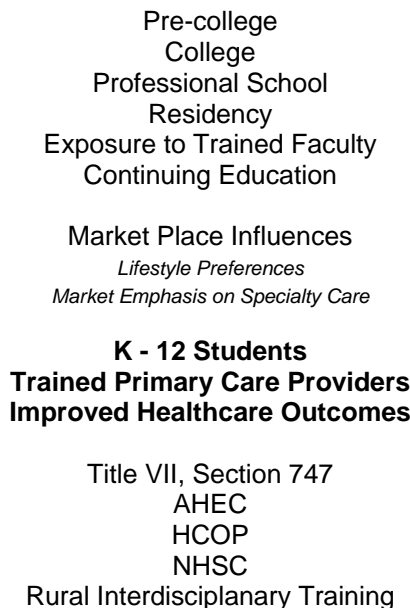 Pre-college
College
Professional School
Residency
Exposure to Trained Faculty
Continuing Education
Market Place Influences
Lifestyle Preferences
Market Emphasis on Specialty Care
K - 12 Students
Trained Primary Care Providers
Improved Healthcare Outcomes
Title VII, Section 747
AHEC
HCOP
NHSC
Rural Interdisciplanary Training